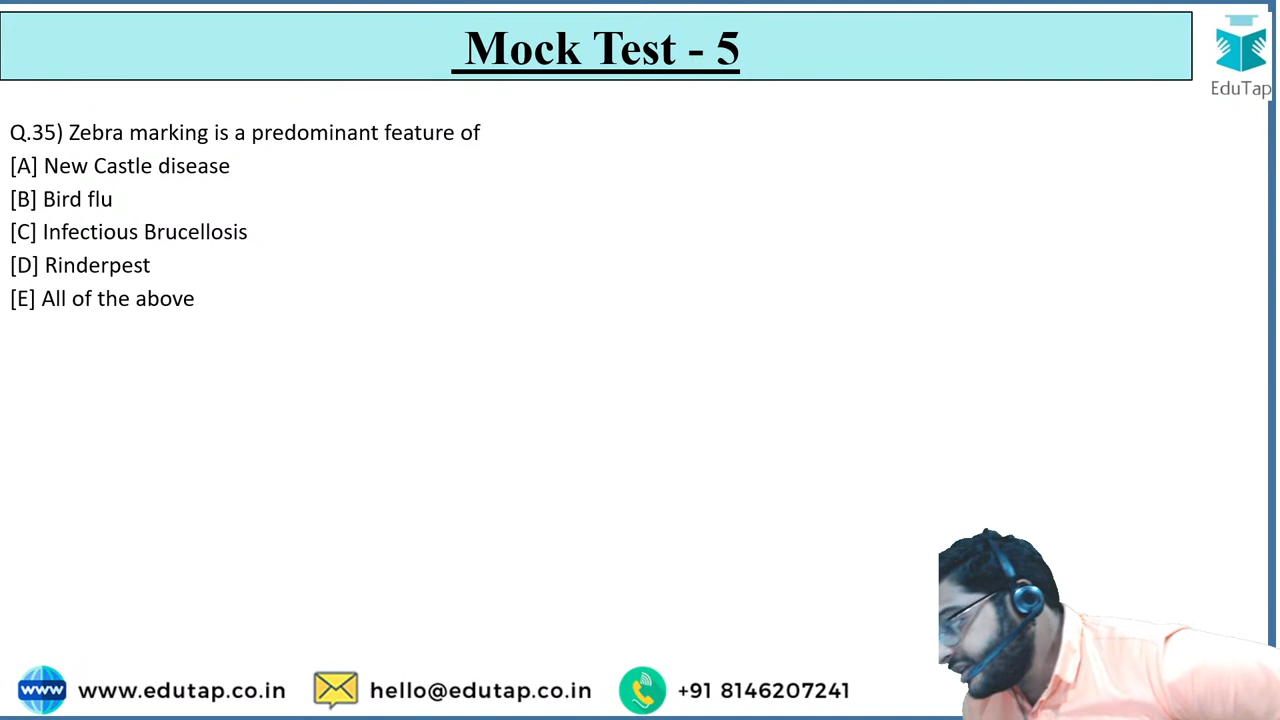 Mock Test - 5
EduTap
Q.35) Zebra marking is a predominant feature of
[A] New Castle disease
[B] Bird flu
[C] Infectious Brucellosis
[D] Rinderpest
[E] All of the above
www www.edutap.co.in hello@edutap.co.in +91 8146207241